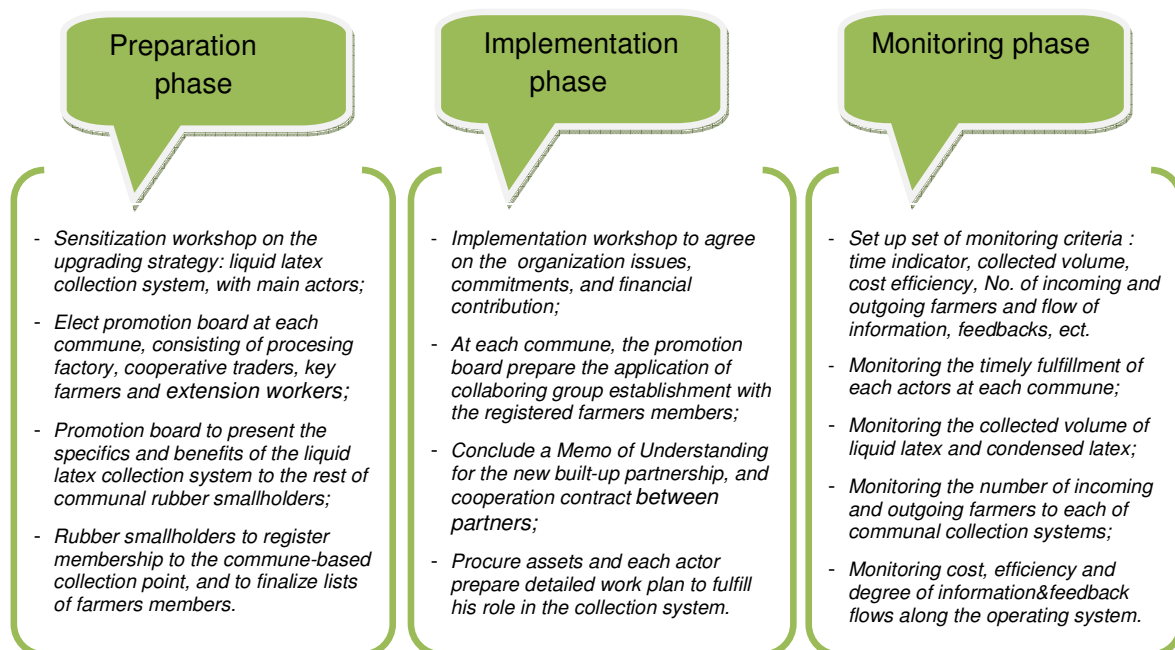 Preparation
phase
- Sensitization workshop on the
upgrading strategy: liquid latex
collection system, with main actors;
- Elect promotion board at each
commune, consisting of procesing
factory, cooperative traders, key
farmers and extension workers;
- Promotion board to present the
specifics and benefits of the liquid
latex collection system to the rest of
communal rubber smallholders;
- Rubber smallholders to register
membership to the commune-based
collection point, and to finalize lists
of farmers members.
Implementation
phase
- Implementation workshop to agree
on the organization issues,
commitments, and financial
contribution;
- At each commune, the promotion
board prepare the application of
collaboring group establishment with
the registered farmers members;
- Conclude a Memo of Understanding
for the new built-up partnership, and
cooperation contract between
partners;
- Procure assets and each actor
prepare detailed work plan to fulfill
his role in the collection system.
Monitoring phase
- Set up set of monitoring criteria :
time indicator, collected volume,
cost efficiency, No. of incoming and
outgoing farmers and flow of
information, feedbacks, ect.
- Monitoring the timely fulfillment of
each actors at each commune;
- Monitoring the collected volume of
liquid latex and condensed latex;
- Monitoring the number of incoming
and outgoing farmers to each of
communal collection systems;
- Monitoring cost, efficiency and
degree of information&feedback
flows along the operating system.